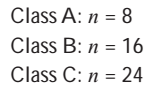 Class A: n = 8
Class B: n = 16
Class C: n = 24